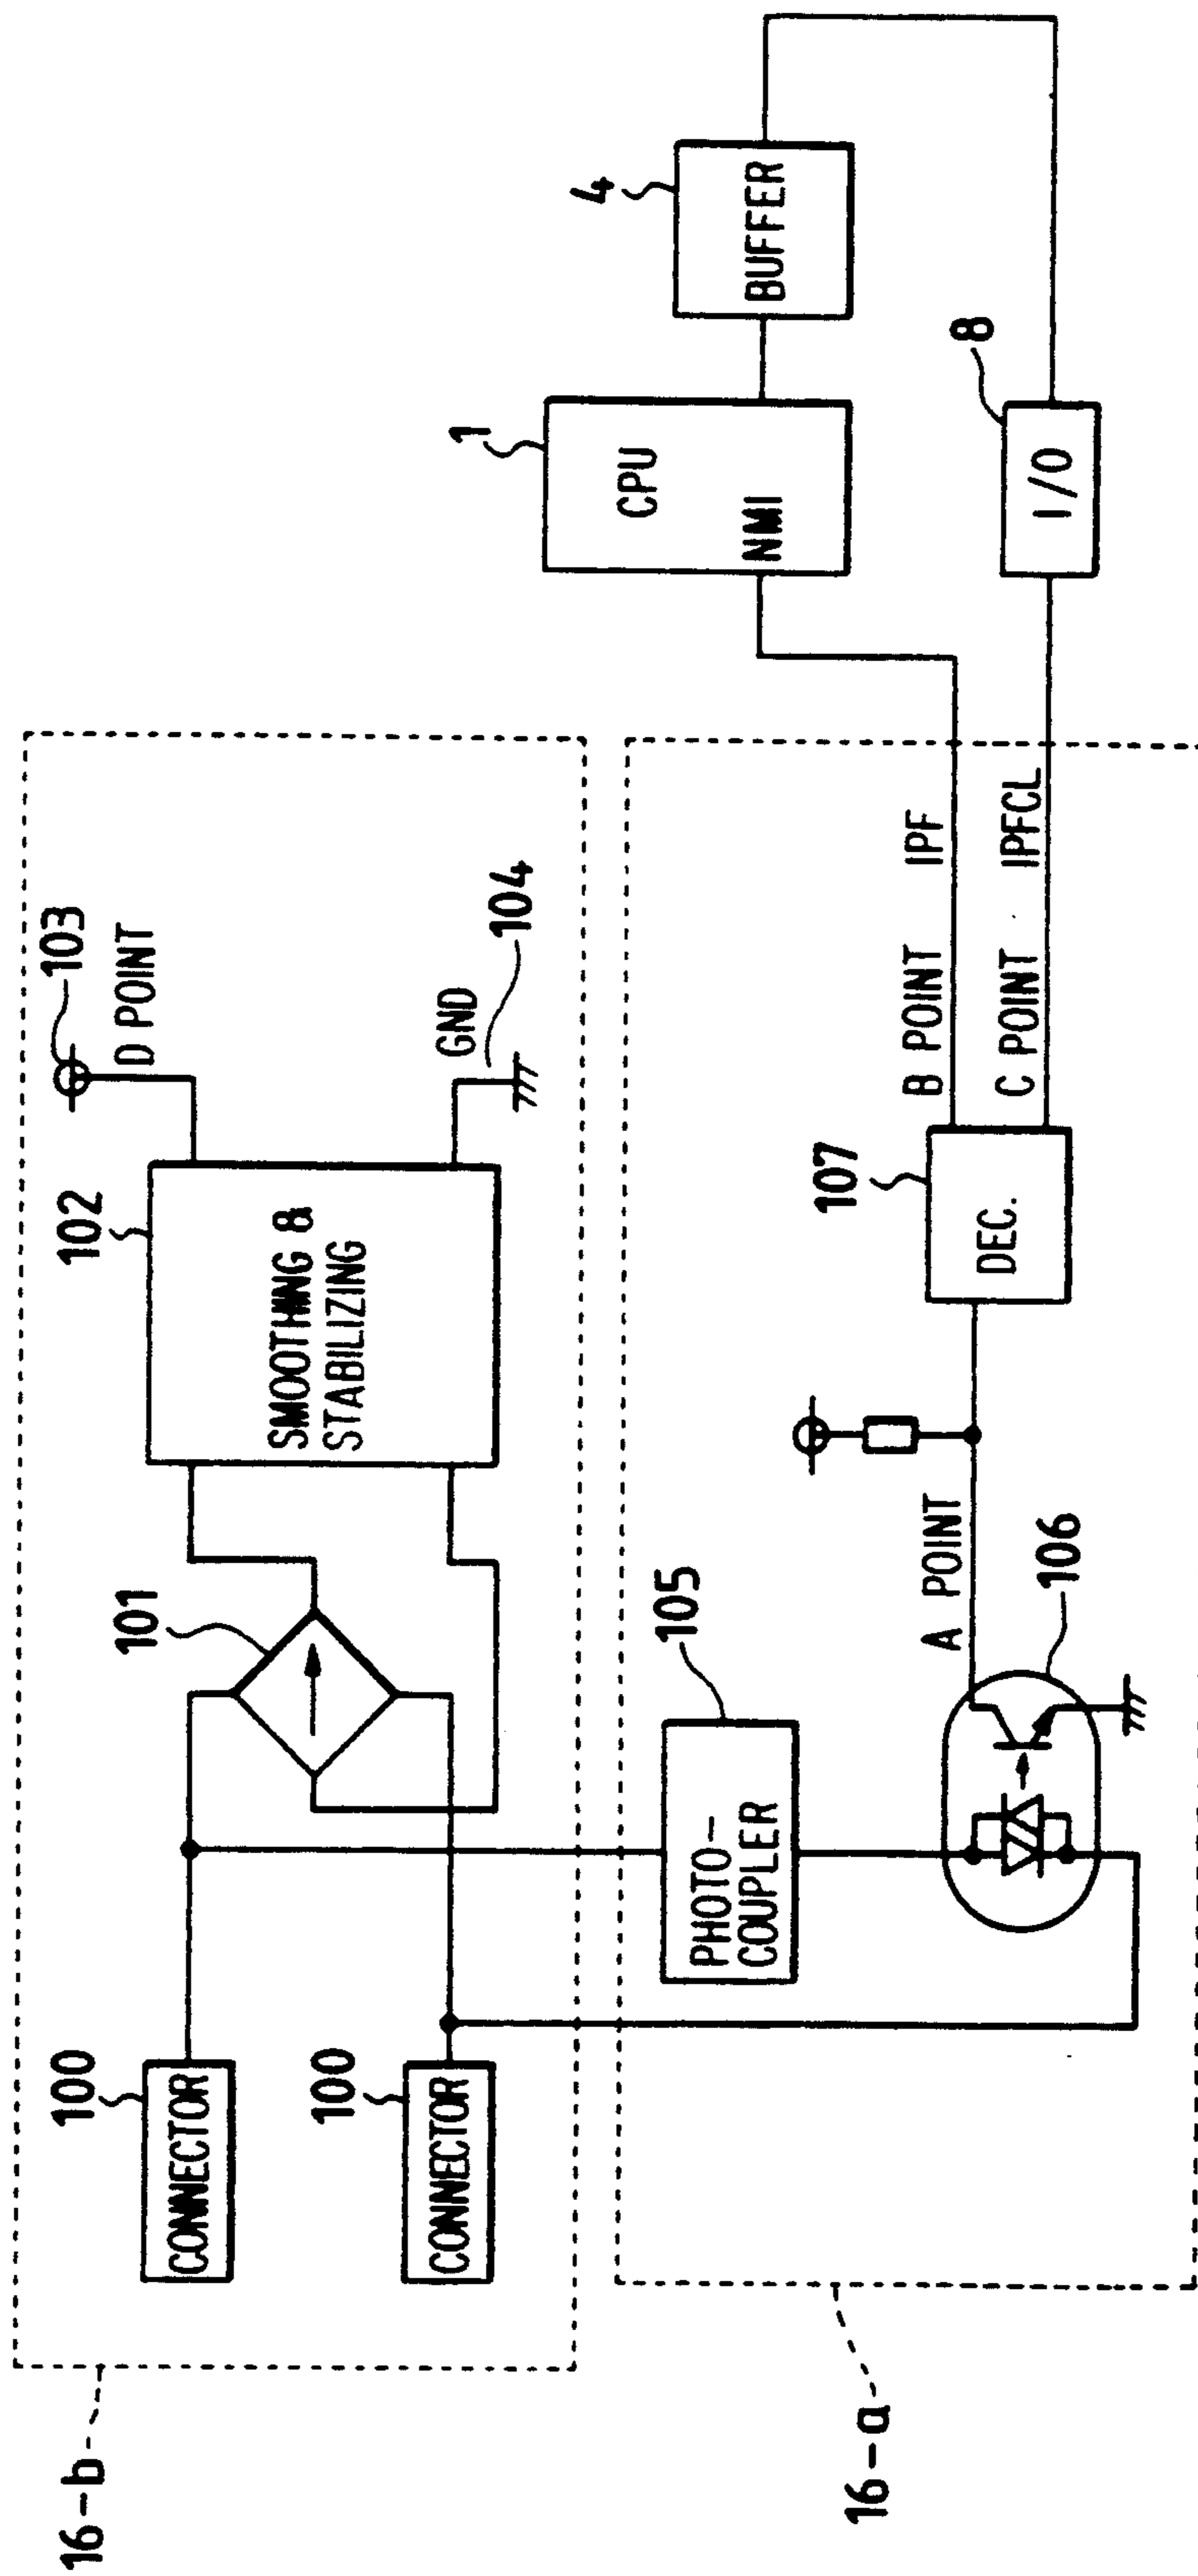 16-b
100
CONNECTOR
100
CONNECTOR
101
102
SMOOTHING &
STABILIZING
103
D POINT
GND
104
16-a
105
PHOTO-
COUPLER
106
A POINT
107
DEC.
B POINT IPF
C POINT IPFCL
1
CPU
NMI
4
BUFFER
8
I/O